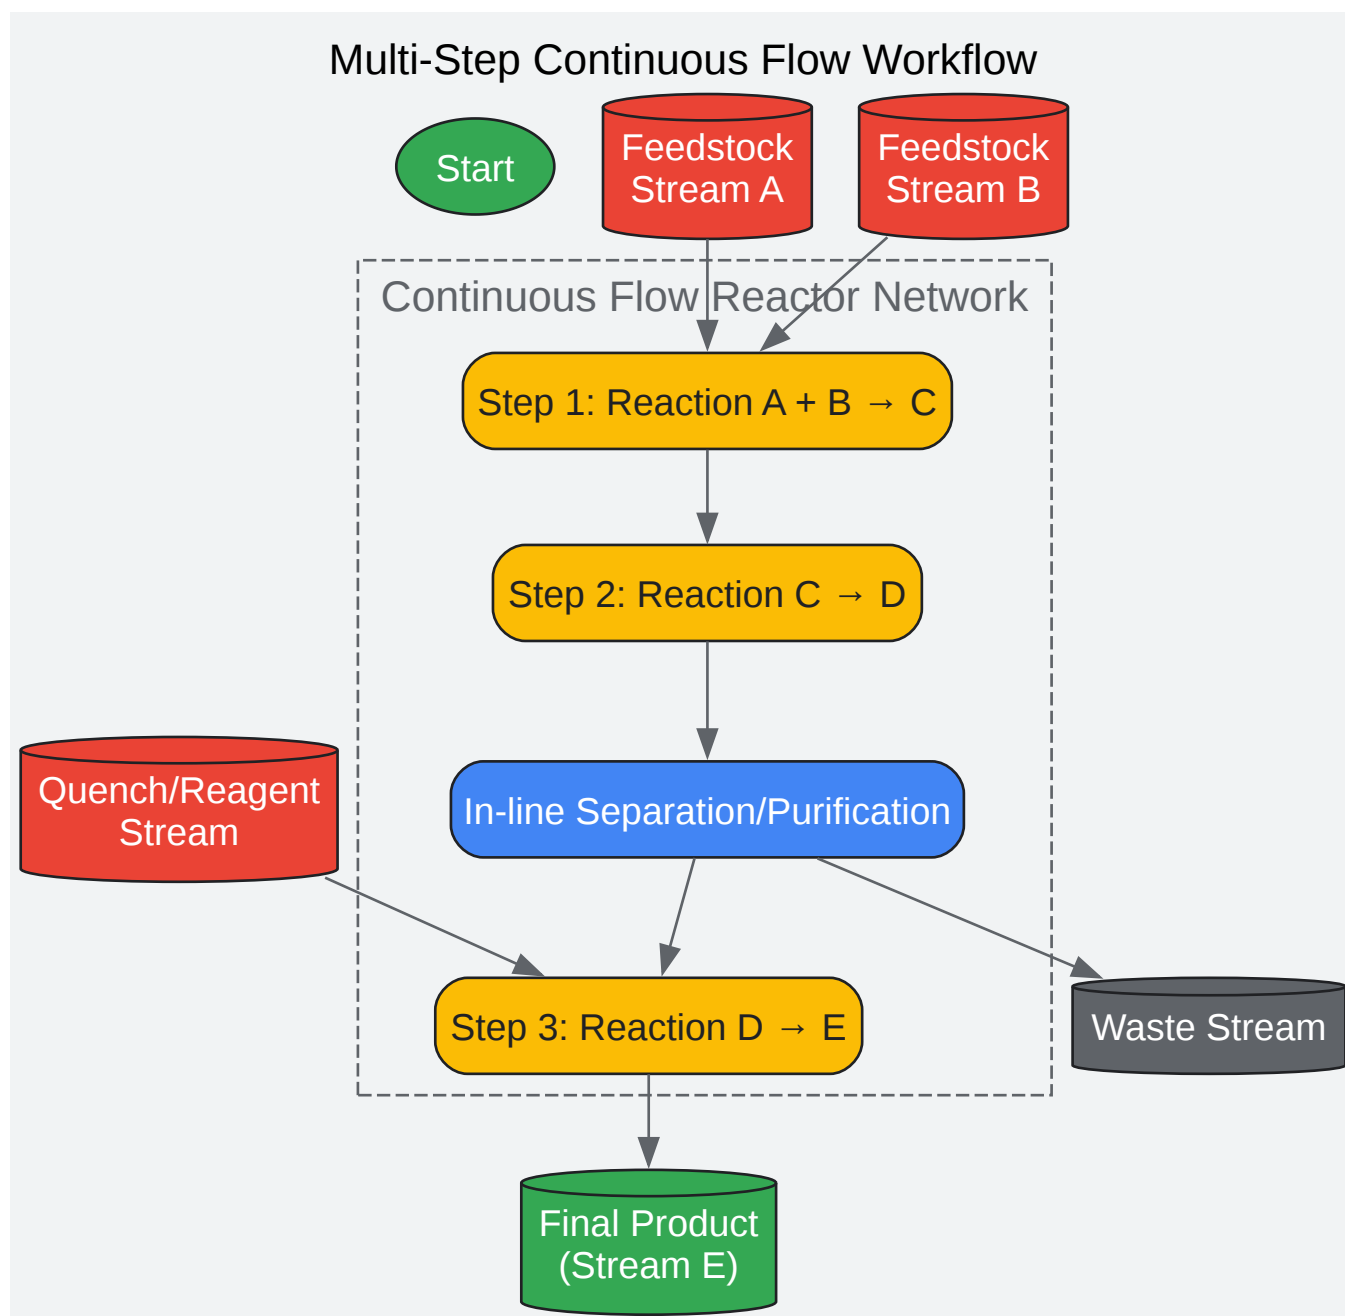 Multi-Step Continuous Flow Workflow
Start
Feedstock
Stream A
Feedstock
Stream B
Continuous Flow Reactor Network
Step 1: Reaction A + B → C
Step 2: Reaction C → D
Quench/Reagent
Stream
In-line Separation/Purification
Step 3: Reaction D → E
Waste Stream
Final Product
(Stream E)